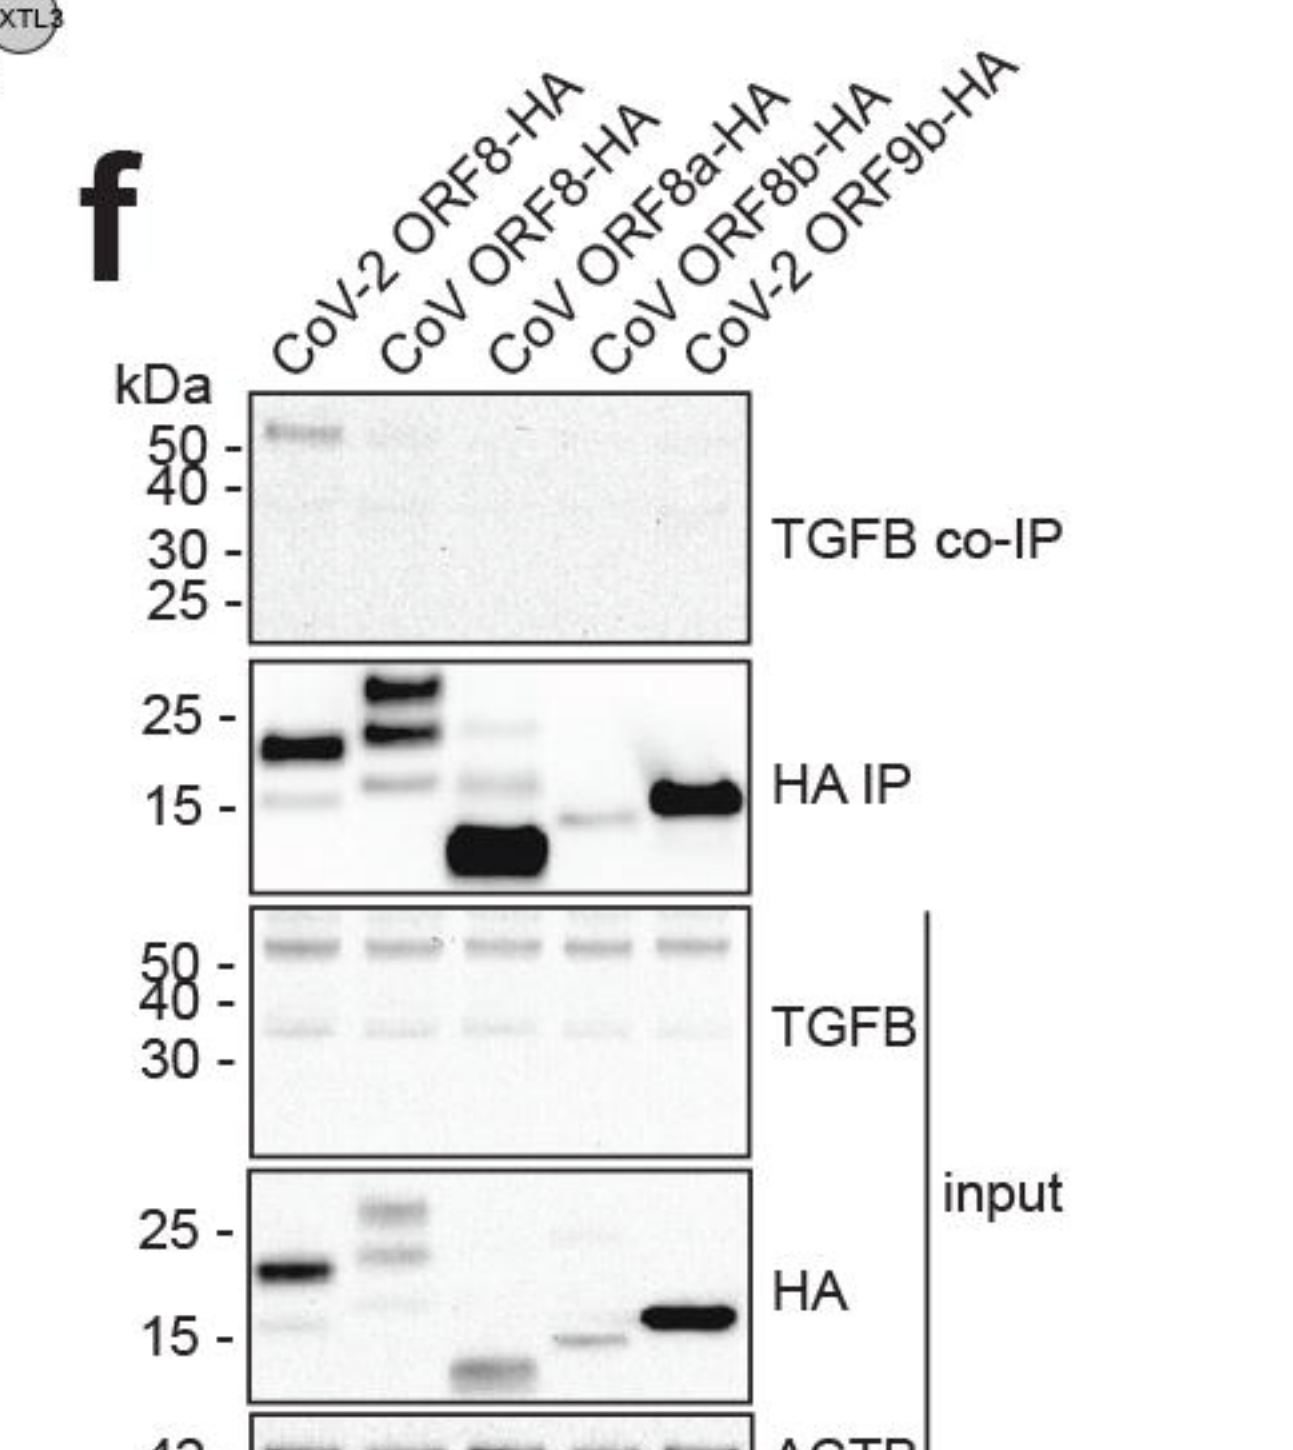 XTL3
f
CoV-2 ORF8-HA
CoV ORF8-HA
CoV ORF8a-HA
CoV ORF8b-HA
CoV-2 ORF9b-HA
kDa
50 -
40 -
30 -
25 -
TGFB co-IP
25 -
15 -
HA IP
50 -
40 -
30 -
TGFB
25 -
15 -
HA
input